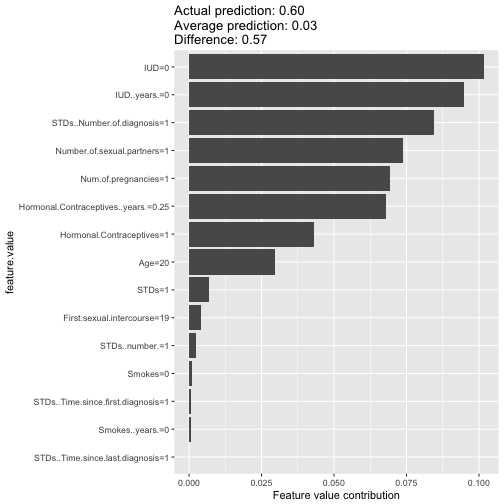 Actual prediction: 0.60
Average prediction: 0.03
Difference: 0.57
IUD=0
IUD..years.=0
STDs..Number.of.diagnosis=1
Number.of.sexual.partners=1
Num.of.pregnancies=1
Hormonal.Contraceptives..years.=0.25
Hormonal.Contraceptives=1
Age=20
STDs=1
First.sexual.intercourse=19
STDs..number.=1
Smokes=0
STDs..Time.since.first.diagnosis=1
Smokes..years.=0
STDs..Time.since.last.diagnosis=1
feature.value
0.000 0.025 0.050 0.075 0.100
Feature value contribution